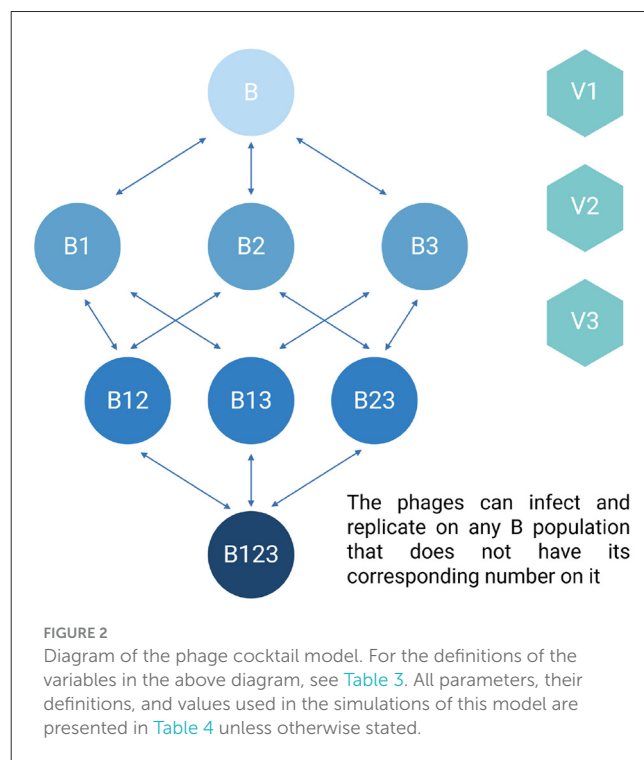 B
V1
V2
B1
B2
B3
V3
B12
B13
B23
B123
The phages can infect and
replicate on any B population
that does not have its
corresponding number on it
FIGURE 2
Diagram of the phage cocktail model. For the definitions of the
variables in the above diagram, see Table 3. All parameters, their
definitions, and values used in the simulations of this model are
presented in Table 4 unless otherwise stated.